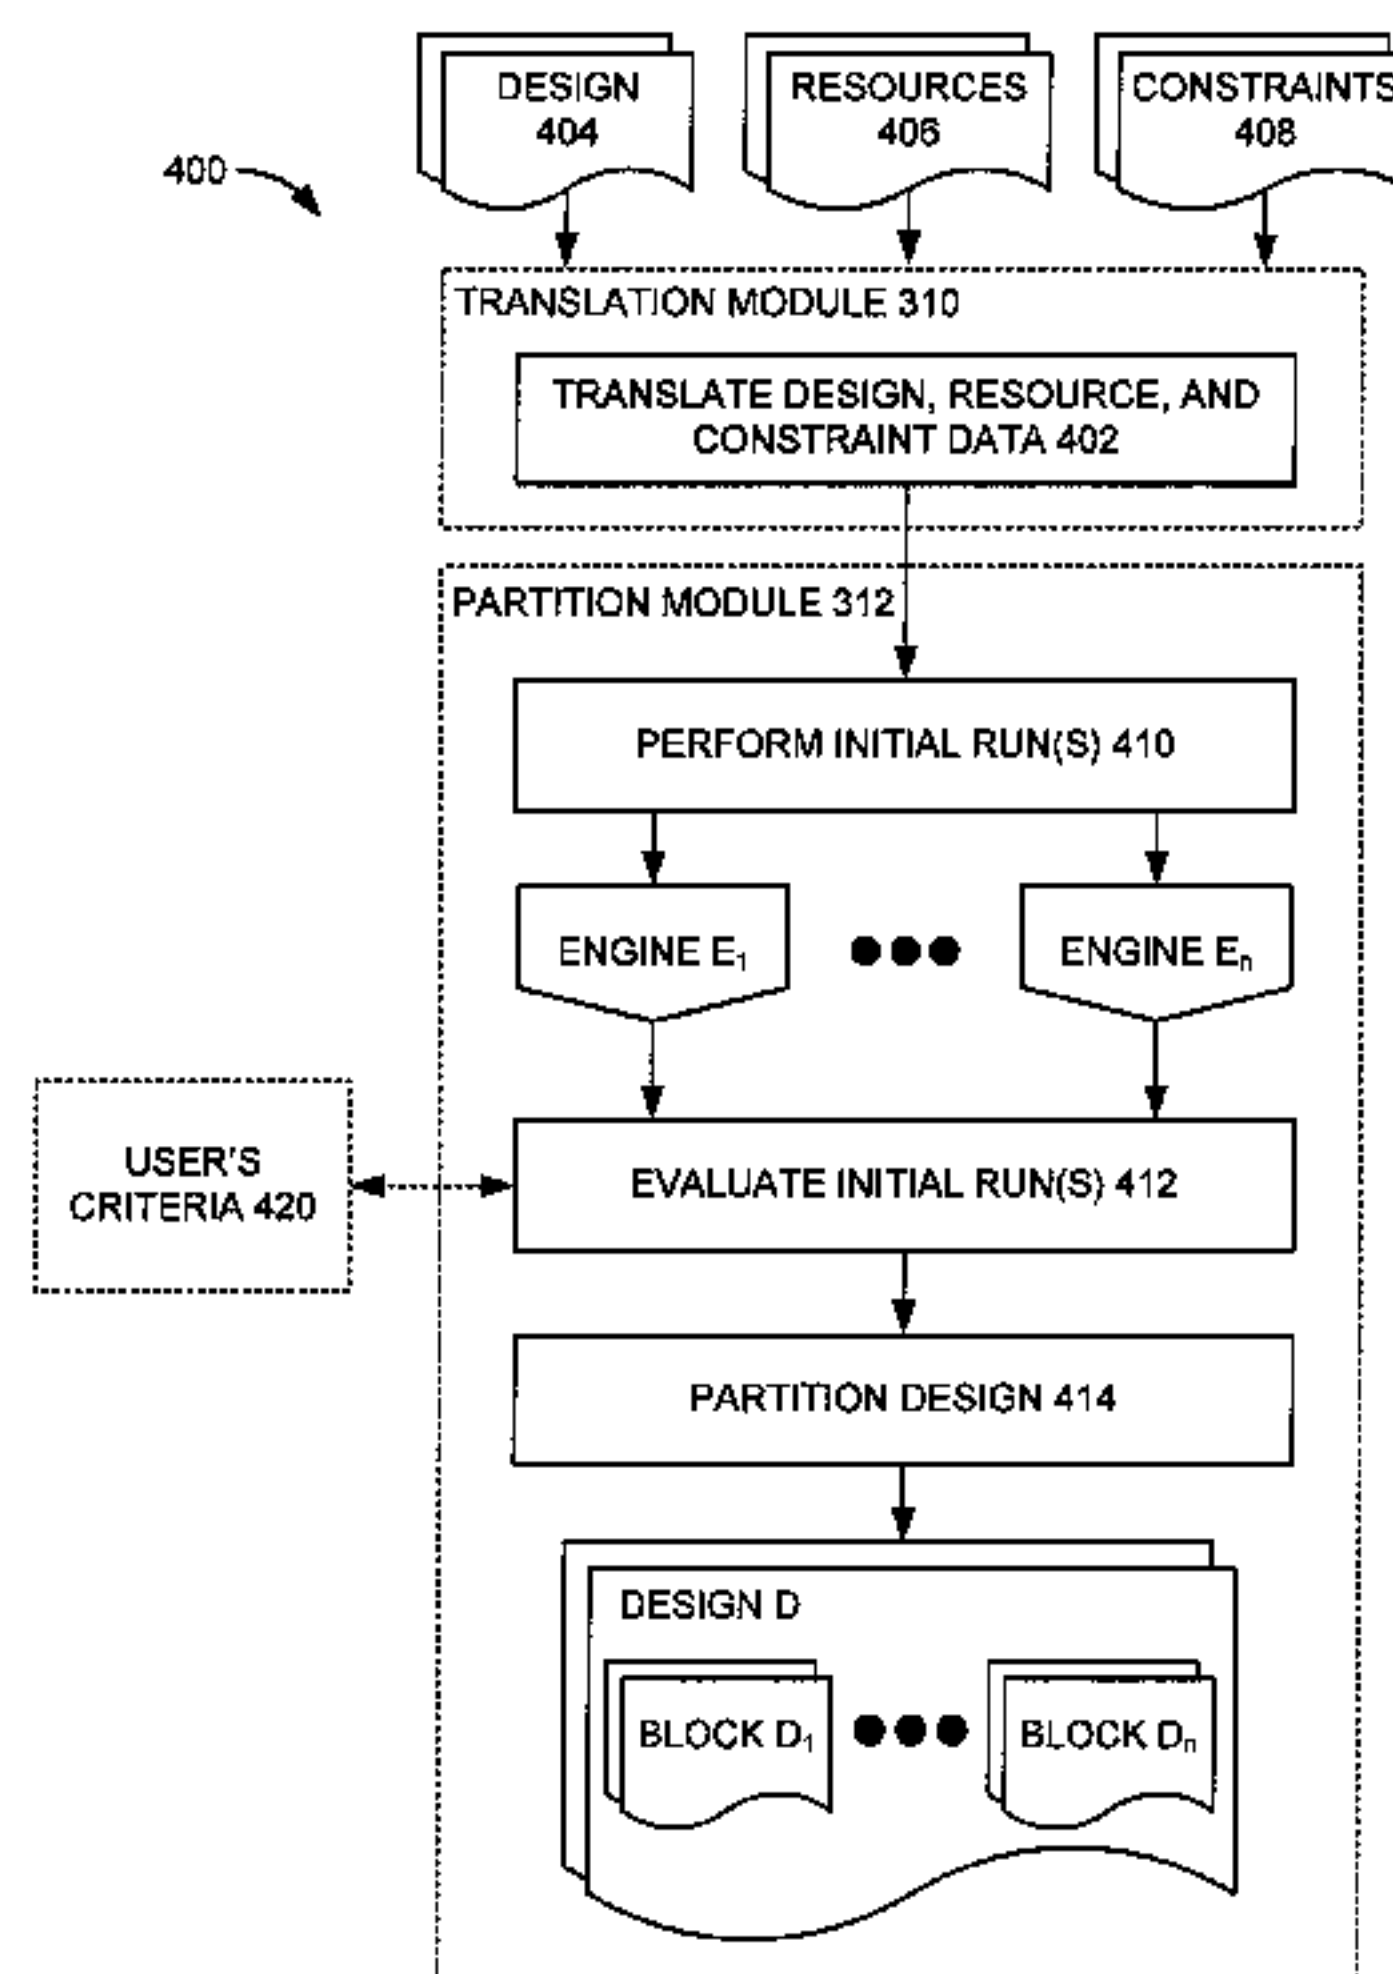 DESIGN
404
RESOURCES
406
CONSTRAINTS
408
400
TRANSLATION MODULE 310
TRANSLATE DESIGN, RESOURCE, AND
CONSTRAINT DATA 402
PARTITION MODULE 312
PERFORM INITIAL RUN(S) 410
ENGINE E₁
ENGINE Eₙ
USER'S
CRITERIA 420
EVALUATE INITIAL RUN(S) 412
PARTITION DESIGN 414
DESIGN D
BLOCK D₁
BLOCK Dₙ